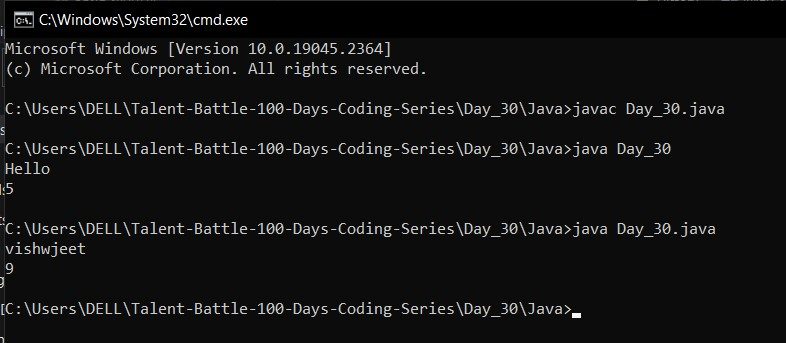 C:\Windows\System32\cmd.exe
Microsoft Windows [Version 10.0.19045.2364]
(c) Microsoft Corporation. All rights reserved.
C:\Users\DELL\Talent-Battle-100-Days-Coding-Series\Day_30\Java>javac Day_30.java
C:\Users\DELL\Talent-Battle-100-Days-Coding-Series\Day_30\Java>java Day_30
Hello
5
C:\Users\DELL\Talent-Battle-100-Days-Coding-Series\Day_30\Java>java Day_30.java
vishwjeet
9
C:\Users\DELL\Talent-Battle-100-Days-Coding-Series\Day_30\Java>